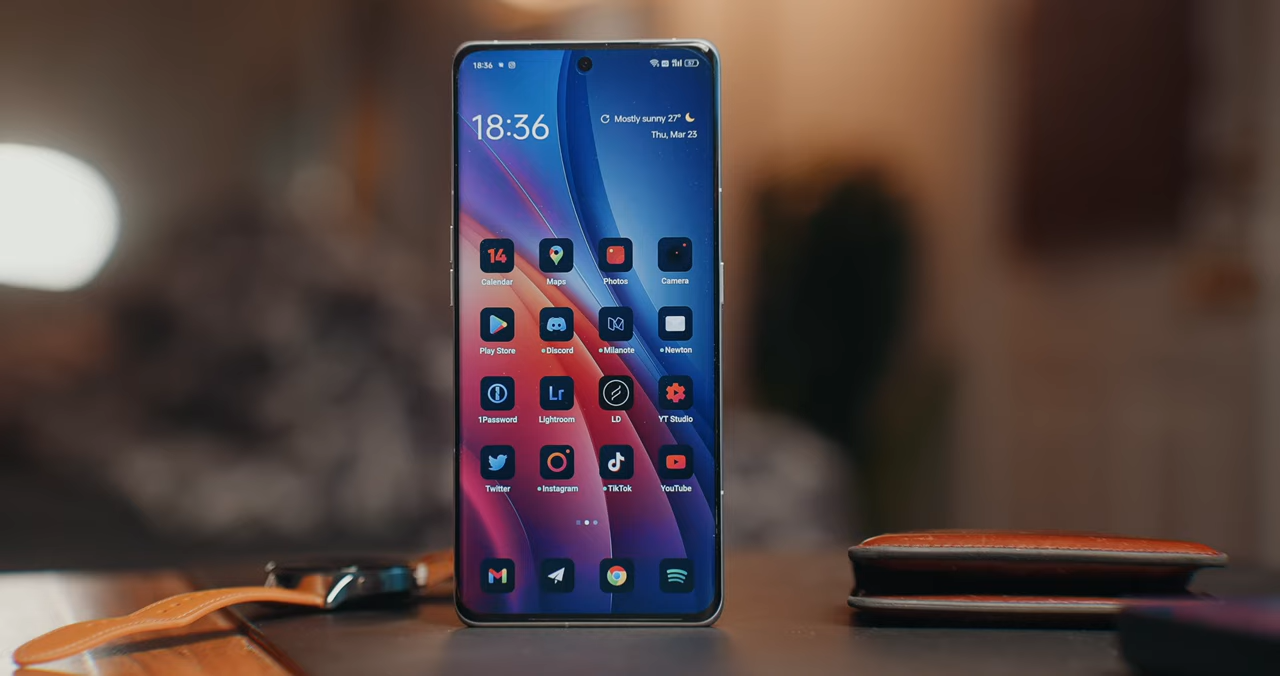 18:36
57
18:36
Mostly sunny 27°
Thu, Mar 23
14
Calendar Maps Photos Camera
Play Store Discord Milanote Newton
Lr
1Password Lightroom LD YT Studio
Twitter Instagram TikTok YouTube